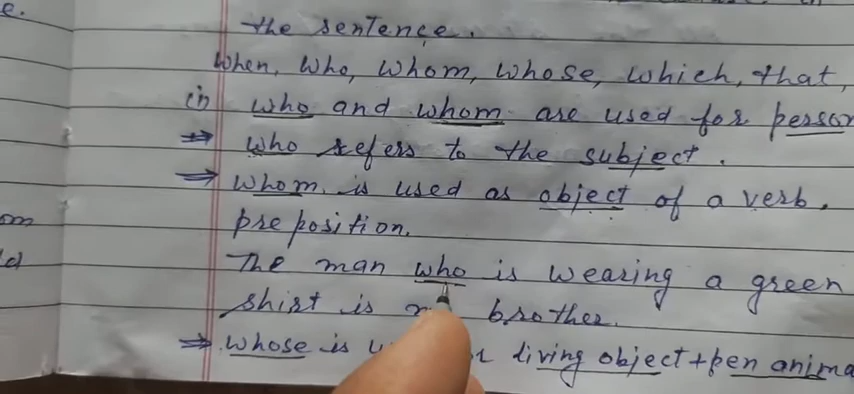 e.
the sentence.
When, Who, Whom, Whose, which, that,
(i) who and whom are used for person
⇒ who refers to the subject.
⇒ whom is used as object of a verb.
preposition.
om
The man who is wearing a green
shirt is brother.
⇒ whose is living object + pen anima